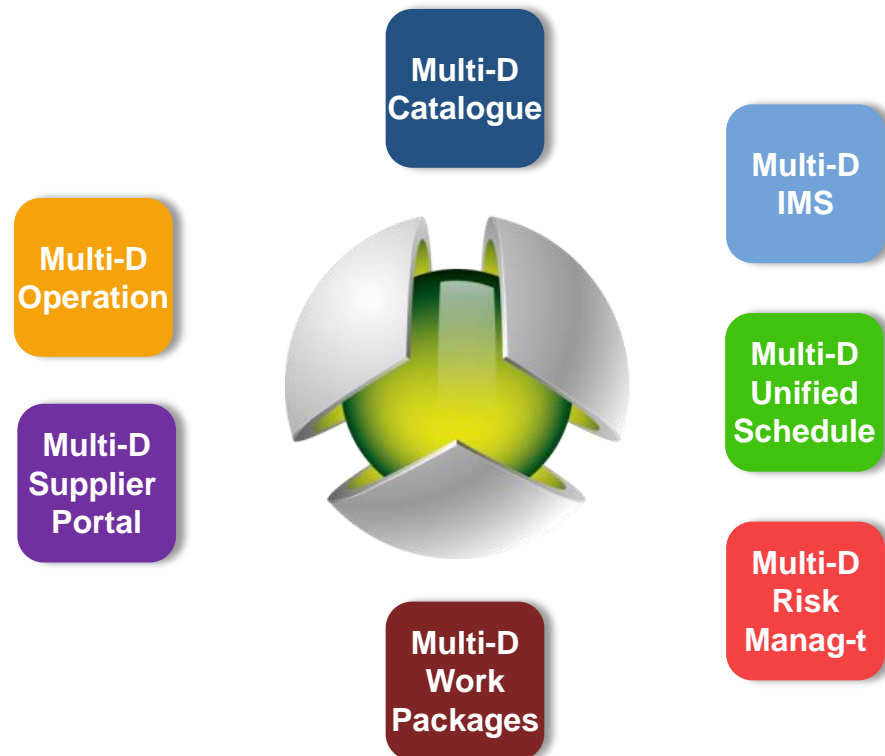 Multi-D
Catalogue
Multi-D
IMS
Multi-D
Operation
Multi-D
Unified
Schedule
Multi-D
Supplier
Portal
Multi-D
Risk
Manag-t
Multi-D
Work
Packages